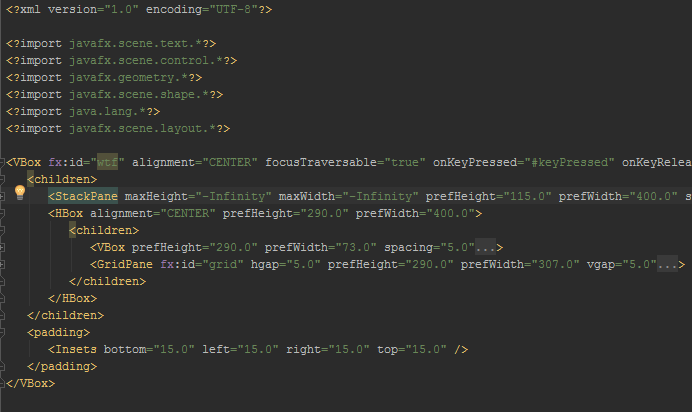 <?xml version="1.0" encoding="UTF-8"?>
<?import javafx.scene.text.*?>
<?import javafx.scene.control.*?>
<?import javafx.geometry.*?>
<?import javafx.scene.shape.*?>
<?import java.lang.*?>
<?import javafx.scene.layout.*?>
<VBox fx:id="wtf" alignment="CENTER" focusTraversable="true" onKeyPressed="#keyPressed" onKeyRelea
<children>
<StackPane maxHeight="-Infinity" maxWidth="-Infinity" prefHeight="115.0" prefWidth="400.0" s
<HBox alignment="CENTER" prefHeight="290.0" prefWidth="400.0">
<children>
<VBox prefHeight="290.0" prefWidth="73.0" spacing="5.0"...>
<GridPane fx:id="grid" hgap="5.0" prefHeight="290.0" prefWidth="307.0" vgap="5.0"...>
</children>
</HBox>
</children>
<padding>
<Insets bottom="15.0" left="15.0" right="15.0" top="15.0" />
</padding>
</VBox>